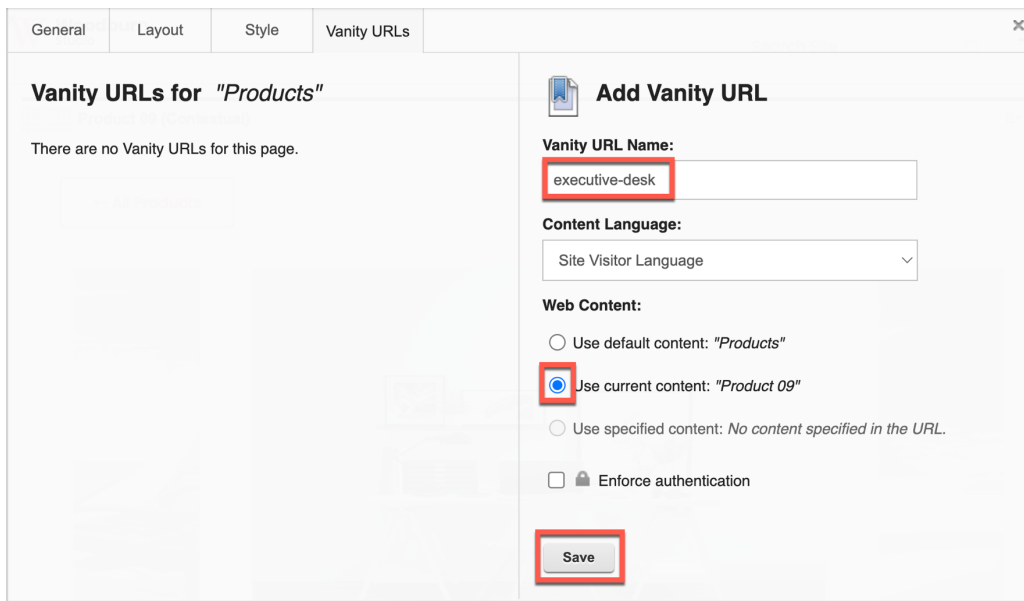 General
Layout
Style
Vanity URLs
Vanity URLs for "Products"
There are no Vanity URLs for this page.
Add Vanity URL
Vanity URL Name:
executive-desk
Content Language:
Site Visitor Language
Web Content:
Use default content: "Products"
Use current content: "Product 09"
Use specified content: No content specified in the URL.
Enforce authentication
Save